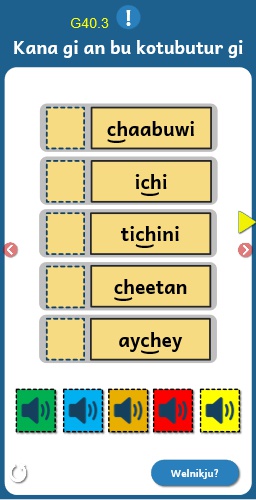 G40.3
!
Kana gi an bu kotubutur gi
chaabuwi
ichi
tichini
cheetan
aychey
Welnikju?